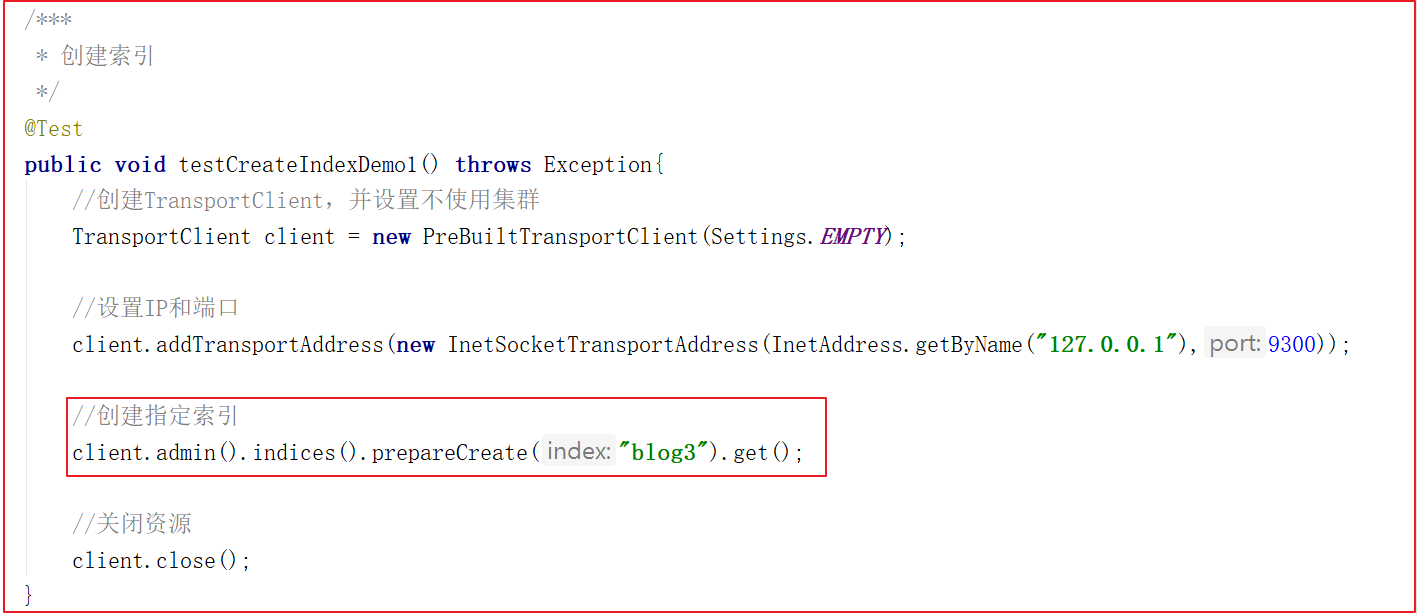 /***
 * 创建索引
 */
@Test
public void testCreateIndexDemo1() throws Exception{
    //创建TransportClient，并设置不使用集群
    TransportClient client = new PreBuiltTransportClient(Settings.EMPTY);
    //设置IP和端口
    client.addTransportAddress(new InetSocketTransportAddress(InetAddress.getByName("127.0.0.1"), port: 9300));
    //创建指定索引
    client.admin().indices().prepareCreate( index: "blog3").get();
    //关闭资源
    client.close();
}